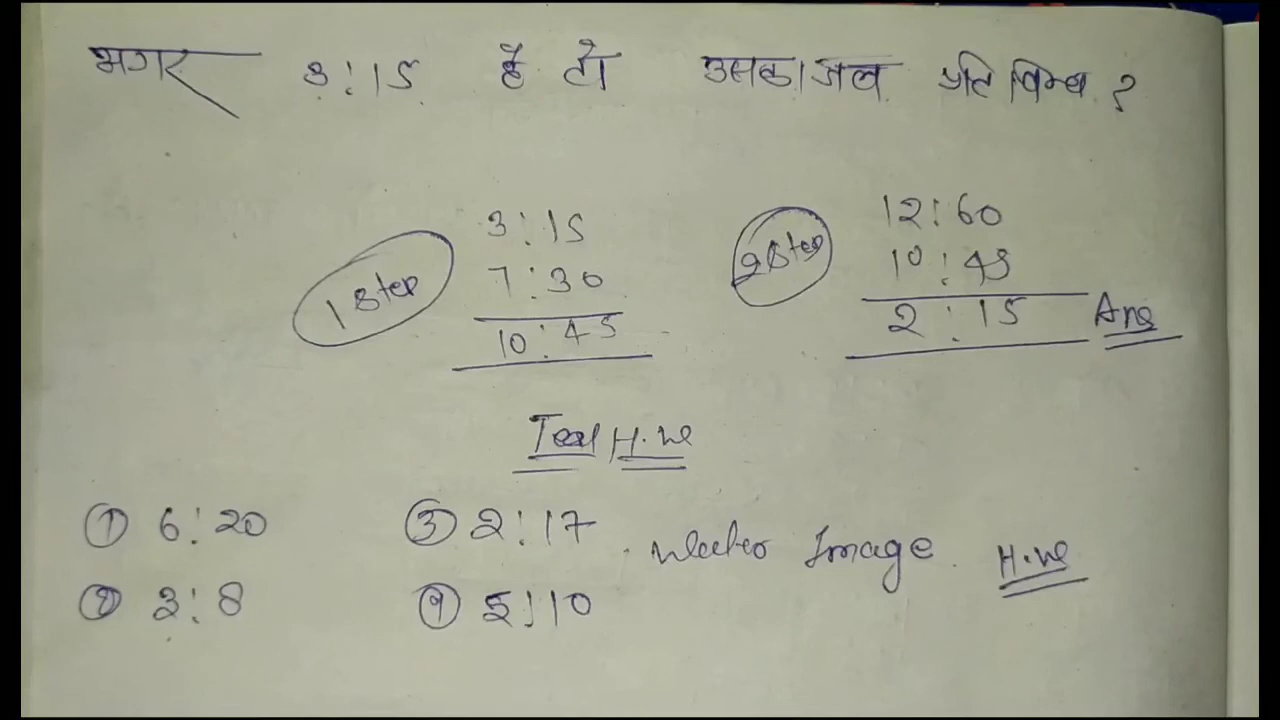 अगर 3:15 है तो उसका जल प्रति बिम्ब ?
1 Step
3:15
7:30
10:45
2 Step
12:60
10:45
2:15 Ans
H.w
① 6:20
③ 2:17
② 3:8
④ 5:10
Water Image H.w